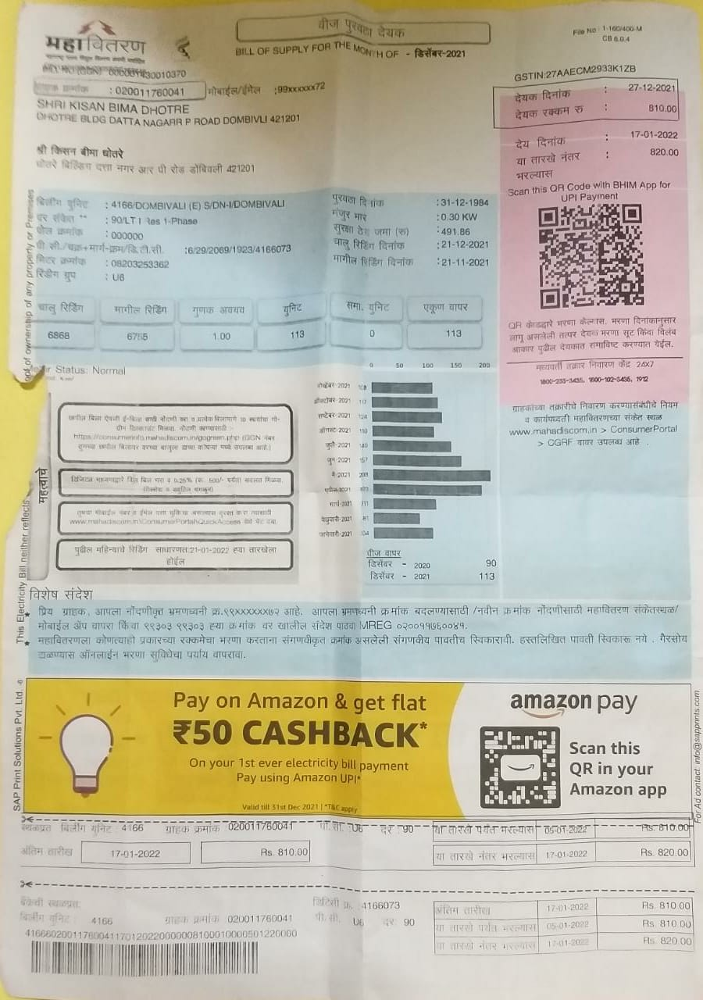 महावितरण
वीज पुरवठा देयक
BILL OF SUPPLY FOR THE MONTH OF - डिसेंबर-2021
File No : 1-160/400-M
CB 6.0.4
BILL NO.(GGN) 000001430010370
ग्राहक क्रमांक : 020011760041
मोबाईल/ईमेल :99xxxxxx72
GSTIN:27AAECM2933K1ZB
SHRI KISAN BIMA DHOTRE
DHOTRE BLDG DATTA NAGARR P ROAD DOMBIVLI 421201
श्री किसन बीमा धोतरे
धोतरे बिल्डिंग दत्ता नगर आर पी रोड डोंबिवली 421201
देयक दिनांक : 27-12-2021
देयक रक्कम रु : 810.00
देय दिनांक : 17-01-2022
या तारखे नंतर : 820.00
भरल्यास
Scan this QR Code with BHIM App for
UPI Payment
QR कोडद्वारे भरणा केल्यास, भरणा दिनांकानुसार
लागू असलेली तत्पर देयक भरणा सूट किंवा विलंब
आकार पुढील देयकात समाविष्ट करण्यात येईल.
मध्यवर्ती तक्रार निवारण केंद्र 24X7
1800-233-3435, 1800-102-3435, 1912
ग्राहकांच्या तक्रारींचे निवारण करण्यासंबंधीचे नियम
व कार्यपध्दती महावितरणच्या संकेत स्थळ
www.mahadiscom.in > ConsumerPortal
> CGRF यावर उपलब्ध आहे .
बिलींग युनिट : 4166/DOMBIVALI (E) S/DN-I/DOMBIVALI
दर संकेत ** : 90/LT I Res 1-Phase
पोल क्रमांक : 000000
पी सी./चक्र+मार्ग-क्रम/डि.टी.सी. :6/29/2069/1923/4166073
मिटर क्रमांक : 08203253362
रिडींग ग्रुप : U6
पुरवठा दिनांक : 31-12-1984
मंजुर भार : 0.30 KW
सुरक्षा ठेव जमा (रु) : 491.86
चालु रिडिंग दिनांक : 21-12-2021
मागील रिडिंग दिनांक : 21-11-2021
चालु रिडिंग मागील रिडिंग गुणक अवयव युनिट समा. युनिट एकूण वापर
6868 6755 1.00 113 0 113
Meter Status: Normal
0 50 100 150 200
नोव्हेंबर-2021 108
ऑक्टोबर-2021 117
सप्टेंबर-2021 124
ऑगस्ट-2021 110
जुलै-2021 140
जुन-2021 157
मे-2021 208
एप्रिल-2021
मार्च-2021 111
फेब्रुवारी-2021 81
जानेवारी-2021 104
वीज वापर
डिसेंबर - 2020 90
डिसेंबर - 2021 113
महत्वाचे
छापील बिला ऐवजी ई-बिला साठी नोंदणी करा व प्रत्येक बिलामागे 10 रूपयांचा गो-
ग्रीन डिस्काउंट मिळवा. नोंदणी करण्यासाठी :-
https://consumerinfo.mahadiscom.in/gogreen.php (GGN नंबर
तुमच्या छापील बिलावर वरच्या बाजूला डाव्या कोपऱ्या मध्ये उपलब्ध आहे.)
डिजिटल माध्यमाद्वारे विज बिल भरा व 0.25% (रू. 500/- पर्यंत) सवलत मिळवा.
तुमचा मोबाईल नंबर व ईमेल पत्ता चुकिचा असल्यास दुरुस्त करा त्यासाठी
www.mahadiscom.in/ConsumerPortal/QuickAccess येथे भेट द्या.
पुढील महिन्याचे रिडिंग साधारणत:21-01-2022 ह्या तारखेला
होईल
विशेष संदेश
* प्रिय ग्राहक, आपला नोंदणीकृत भ्रमणध्वनी क्र.९९XXXXXX७२ आहे. आपला भ्रमणध्वनी क्रमांक बदलण्यासाठी /नवीन क्रमांक नोंदणीसाठी महावितरण संकेतस्थळ/
मोबाईल ॲप वापरा किंवा ९९३०३ ९९३०३ ह्या क्रमांक वर खालील संदेश पाठवा MREG ०२००११७६००४१.
* महावितरणला कोणत्याही प्रकारच्या रक्कमेचा भरणा करताना संगणवीकृत क्रमांक असलेली संगणवीय पावतीच स्विकारावी. हस्तलिखित पावती स्विकारू नये . गैरसोय
टाळण्यास ऑनलाईन भरणा सुविधेचा पर्याय वापरावा.
This Electricity Bill neither reflects
of ownership of any property or Premises
SAP Print Solutions Pvt. Ltd. -6
For Ad contact: info@sapprints.com
Pay on Amazon & get flat
₹50 CASHBACK*
On your 1st ever electricity bill payment
Pay using Amazon UPI*
Valid till 31st Dec 2021 | *T&C apply
amazon pay
Scan this
QR in your
Amazon app
स्थळप्रत बिलींग युनिट : 4166 ग्राहक क्रमांक 020011760041 पी.सी. :U6 दर : 90 या तारखे पर्यंत भरल्यास 05-01-2022 Rs. 810.00
अंतिम तारीख 17-01-2022 Rs. 810.00 या तारखे नंतर भरल्यास 17-01-2022 Rs. 820.00
बँकेची स्थळप्रत: डिटिसी क्र. : 4166073 अंतिम तारीख 17-01-2022 Rs. 810.00
बिलींग युनिट : 4166 ग्राहक क्रमांक : 020011760041 पी.सी. U6 दर: 90 या तारखे पर्यंत भरल्यास 05-01-2022 Rs. 810.00
या तारखे नंतर भरल्यास 17-01-2022 Rs. 820.00